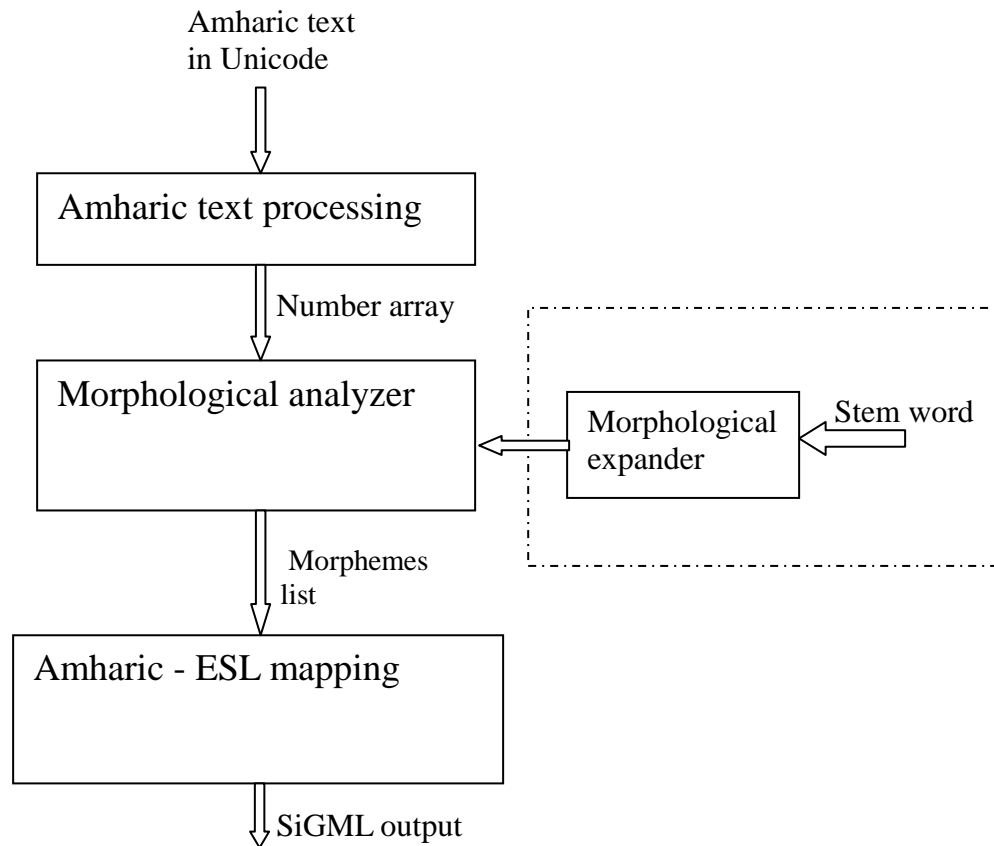 Amharic text
in Unicode
Amharic text processing
Number array
Morphological analyzer
Morphological
expander
Stem word
Morphemes
list
Amharic - ESL mapping
SiGML output